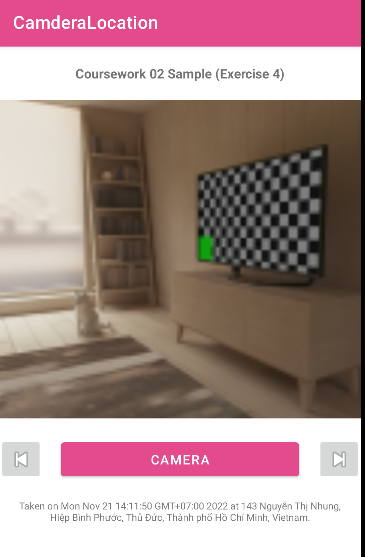 CamderaLocation
Coursework 02 Sample (Exercise 4)
CAMERA
Taken on Mon Nov 21 14:11:50 GMT+07:00 2022 at 143 Nguyễn Thị Nhung,
Hiệp Bình Phước, Thủ Đức, Thành phố Hồ Chí Minh, Vietnam.